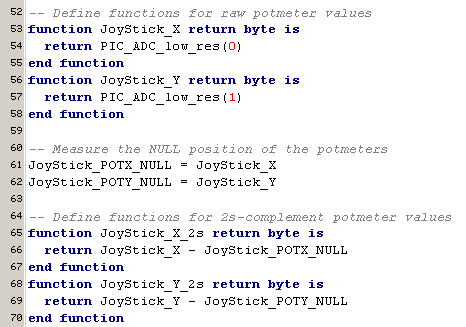 52 -- Define functions for raw potmeter values
53 function JoyStick_X return byte is
54   return PIC_ADC_low_res(0)
55 end function
56 function JoyStick_Y return byte is
57   return PIC_ADC_low_res(1)
58 end function
59
60 -- Measure the NULL position of the potmeters
61 JoyStick_POTX_NULL = JoyStick_X
62 JoyStick_POTY_NULL = JoyStick_Y
63
64 -- Define functions for 2s-complement potmeter values
65 function JoyStick_X_2s return byte is
66   return JoyStick_X - JoyStick_POTX_NULL
67 end function
68 function JoyStick_Y_2s return byte is
69   return JoyStick_Y - JoyStick_POTY_NULL
70 end function